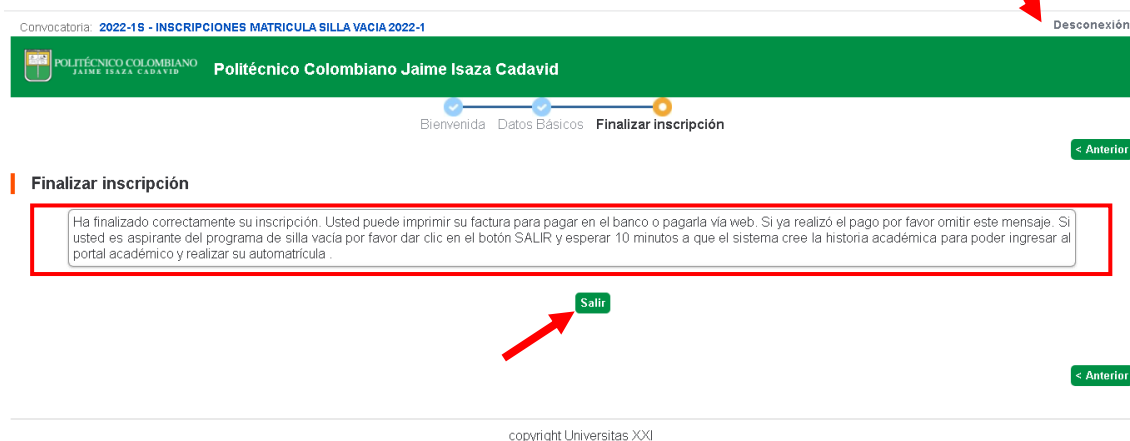 Convocatoria: 2022-1S - INSCRIPCIONES MATRICULA SILLA VACIA 2022-1
Desconexión
POLITÉCNICO COLOMBIANO
JAIME ISAZA CADAVID
Politécnico Colombiano Jaime Isaza Cadavid
Bienvenida Datos Básicos Finalizar inscripción
< Anterior
Finalizar inscripción
Ha finalizado correctamente su inscripción. Usted puede imprimir su factura para pagar en el banco o pagarla vía web. Si ya realizó el pago por favor omitir este mensaje. Si
usted es aspirante del programa de silla vacía por favor dar clic en el botón SALIR y esperar 10 minutos a que el sistema cree la historia académica para poder ingresar al
portal académico y realizar su automatrícula .
Salir
< Anterior
copyright Universitas XXI